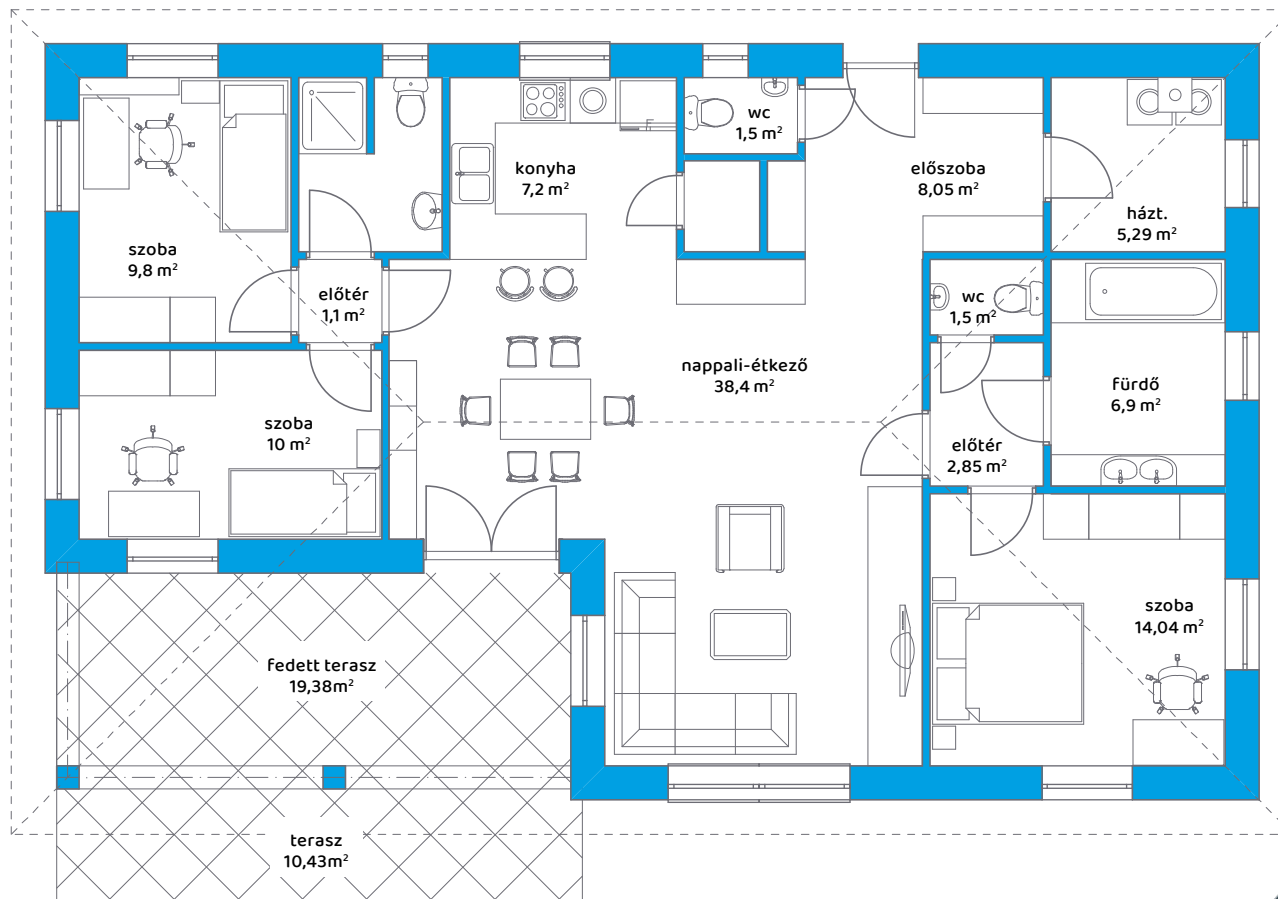 wc
1,5 m²
konyha
7,2 m²
előszoba
8,05 m²
házt.
5,29 m²
szoba
9,8 m²
előtér
1,1 m²
wc
1,5 m²
nappali-étkező
38,4 m²
fürdő
6,9 m²
szoba
10 m²
előtér
2,85 m²
szoba
14,04 m²
fedett terasz
19,38m²
terasz
10,43m²